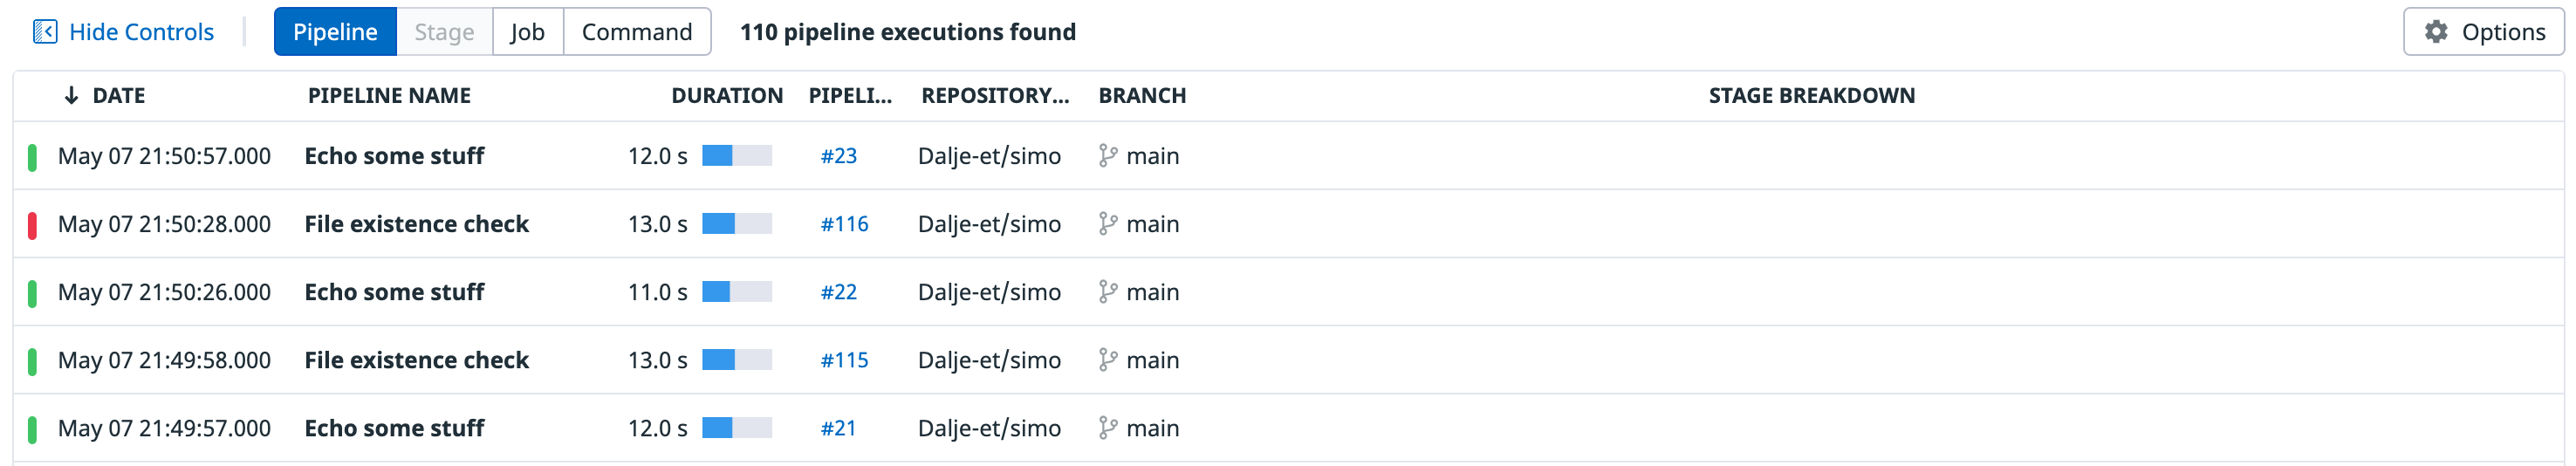 Hide Controls Pipeline Stage Job Command 110 pipeline executions found Options
↓ DATE PIPELINE NAME DURATION PIPELI... REPOSITORY... BRANCH STAGE BREAKDOWN
May 07 21:50:57.000 Echo some stuff 12.0 s #23 Dalje-et/simo main
May 07 21:50:28.000 File existence check 13.0 s #116 Dalje-et/simo main
May 07 21:50:26.000 Echo some stuff 11.0 s #22 Dalje-et/simo main
May 07 21:49:58.000 File existence check 13.0 s #115 Dalje-et/simo main
May 07 21:49:57.000 Echo some stuff 12.0 s #21 Dalje-et/simo main